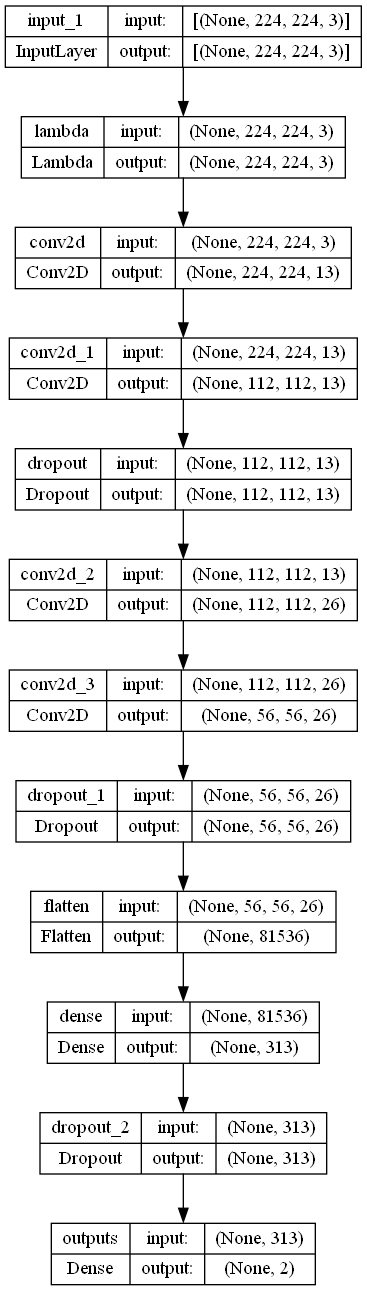 input_1 input: [(None, 224, 224, 3)]
InputLayer output: [(None, 224, 224, 3)]
lambda input: (None, 224, 224, 3)
Lambda output: (None, 224, 224, 3)
conv2d input: (None, 224, 224, 3)
Conv2D output: (None, 224, 224, 13)
conv2d_1 input: (None, 224, 224, 13)
Conv2D output: (None, 112, 112, 13)
dropout input: (None, 112, 112, 13)
Dropout output: (None, 112, 112, 13)
conv2d_2 input: (None, 112, 112, 13)
Conv2D output: (None, 112, 112, 26)
conv2d_3 input: (None, 112, 112, 26)
Conv2D output: (None, 56, 56, 26)
dropout_1 input: (None, 56, 56, 26)
Dropout output: (None, 56, 56, 26)
flatten input: (None, 56, 56, 26)
Flatten output: (None, 81536)
dense input: (None, 81536)
Dense output: (None, 313)
dropout_2 input: (None, 313)
Dropout output: (None, 313)
outputs input: (None, 313)
Dense output: (None, 2)